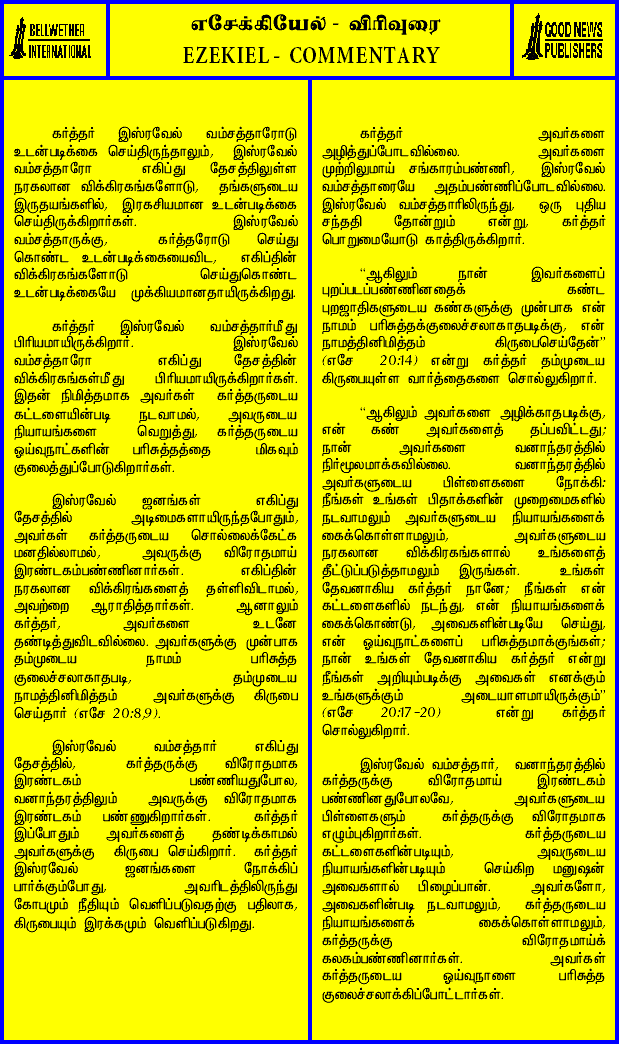 BELLWETHER
INTERNATIONAL
எசேக்கியேல் - விரிவுரை
EZEKIEL - COMMENTARY
GOOD NEWS
PUBLISHERS
கர்த்தர் இஸ்ரவேல் வம்சத்தாரோடு
உடன்படிக்கை செய்திருந்தாலும், இஸ்ரவேல்
வம்சத்தாரோ எகிப்து தேசத்திலுள்ள
நரகலான விக்கிரகங்களோடு, தங்களுடைய
இருதயங்களில், இரகசியமான உடன்படிக்கை
செய்திருக்கிறார்கள். இஸ்ரவேல்
வம்சத்தாருக்கு, கர்த்தரோடு செய்து
கொண்ட உடன்படிக்கையைவிட, எகிப்தின்
விக்கிரகங்களோடு செய்துகொண்ட
உடன்படிக்கையே முக்கியமானதாயிருக்கிறது.
கர்த்தர் இஸ்ரவேல் வம்சத்தார்மீது
பிரியமாயிருக்கிறார். இஸ்ரவேல்
வம்சத்தாரோ எகிப்து தேசத்தின்
விக்கிரகங்கள்மீது பிரியமாயிருக்கிறார்கள்.
இதன் நிமித்தமாக அவர்கள் கர்த்தருடைய
கட்டளையின்படி நடவாமல், அவருடைய
நியாயங்களை வெறுத்து, கர்த்தருடைய
ஓய்வுநாட்களின் பரிசுத்தத்தை மிகவும்
குலைத்துப்போடுகிறார்கள்.
இஸ்ரவேல் ஜனங்கள் எகிப்து
தேசத்தில் அடிமைகளாயிருந்தபோதும்,
அவர்கள் கர்த்தருடைய சொல்லைக்கேட்க
மனதில்லாமல், அவருக்கு விரோதமாய்
இரண்டகம்பண்ணினார்கள். எகிப்தின்
நரகலான விக்கிரங்களைத் தள்ளிவிடாமல்,
அவற்றை ஆராதித்தார்கள். ஆனாலும்
கர்த்தர், அவர்களை உடனே
தண்டித்துவிடவில்லை. அவர்களுக்கு முன்பாக
தம்முடைய நாமம் பரிசுத்த
குலைச்சலாகாதபடி, தம்முடைய
நாமத்தினிமித்தம் அவர்களுக்கு கிருபை
செய்தார் (எசே 20:8,9).
இஸ்ரவேல் வம்சத்தார் எகிப்து
தேசத்தில், கர்த்தருக்கு விரோதமாக
இரண்டகம் பண்ணியதுபோல,
வனாந்தரத்திலும் அவருக்கு விரோதமாக
இரண்டகம் பண்ணுகிறார்கள். கர்த்தர்
இப்போதும் அவர்களைத் தண்டிக்காமல்
அவர்களுக்கு கிருபை செய்கிறார். கர்த்தர்
இஸ்ரவேல் ஜனங்களை நோக்கிப்
பார்க்கும்போது, அவரிடத்திலிருந்து
கோபமும் நீதியும் வெளிப்படுவதற்கு பதிலாக,
கிருபையும் இரக்கமும் வெளிப்படுகிறது.
கர்த்தர் அவர்களை
அழித்துப்போடவில்லை. அவர்களை
முற்றிலுமாய் சங்காரம்பண்ணி, இஸ்ரவேல்
வம்சத்தாரையே அதம்பண்ணிப்போடவில்லை.
இஸ்ரவேல் வம்சத்தாரிலிருந்து, ஒரு புதிய
சந்ததி தோன்றும் என்று, கர்த்தர்
பொறுமையோடு காத்திருக்கிறார்.
“ஆகிலும் நான் இவர்களைப்
புறப்படப்பண்ணினதைக் கண்ட
புறஜாதிகளுடைய கண்களுக்கு முன்பாக என்
நாமம் பரிசுத்தக்குலைச்சலாகாதபடிக்கு, என்
நாமத்தினிமித்தம் கிருபைசெய்தேன்”
(எசே 20:14) என்று கர்த்தர் தம்முடைய
கிருபையுள்ள வார்த்தைகளை சொல்லுகிறார்.
“ஆகிலும் அவர்களை அழிக்காதபடிக்கு,
என் கண் அவர்களைத் தப்பவிட்டது;
நான் அவர்களை வனாந்தரத்தில்
நிர்மூலமாக்கவில்லை. வனாந்தரத்தில்
அவர்களுடைய பிள்ளைகளை நோக்கி:
நீங்கள் உங்கள் பிதாக்களின் முறைமைகளில்
நடவாமலும் அவர்களுடைய நியாயங்களைக்
கைக்கொள்ளாமலும், அவர்களுடைய
நரகலான விக்கிரகங்களால் உங்களைத்
தீட்டுப்படுத்தாமலும் இருங்கள். உங்கள்
தேவனாகிய கர்த்தர் நானே; நீங்கள் என்
கட்டளைகளில் நடந்து, என் நியாயங்களைக்
கைக்கொண்டு, அவைகளின்படியே செய்து,
என் ஓய்வுநாட்களைப் பரிசுத்தமாக்குங்கள்;
நான் உங்கள் தேவனாகிய கர்த்தர் என்று
நீங்கள் அறியும்படிக்கு அவைகள் எனக்கும்
உங்களுக்கும் அடையாளமாயிருக்கும்”
(எசே 20:17-20) என்று கர்த்தர்
சொல்லுகிறார்.
இஸ்ரவேல் வம்சத்தார், வனாந்தரத்தில்
கர்த்தருக்கு விரோதமாய் இரண்டகம்
பண்ணினதுபோலவே, அவர்களுடைய
பிள்ளைகளும் கர்த்தருக்கு விரோதமாக
எழும்புகிறார்கள். கர்த்தருடைய
கட்டளைகளின்படியும், அவருடைய
நியாயங்களின்படியும் செய்கிற மனுஷன்
அவைகளால் பிழைப்பான். அவர்களோ,
அவைகளின்படி நடவாமலும், கர்த்தருடைய
நியாயங்களைக் கைக்கொள்ளாமலும்,
கர்த்தருக்கு விரோதமாய்க்
கலகம்பண்ணினார்கள். அவர்கள்
கர்த்தருடைய ஓய்வுநாளை பரிசுத்த
குலைச்சலாக்கிப்போட்டார்கள்.